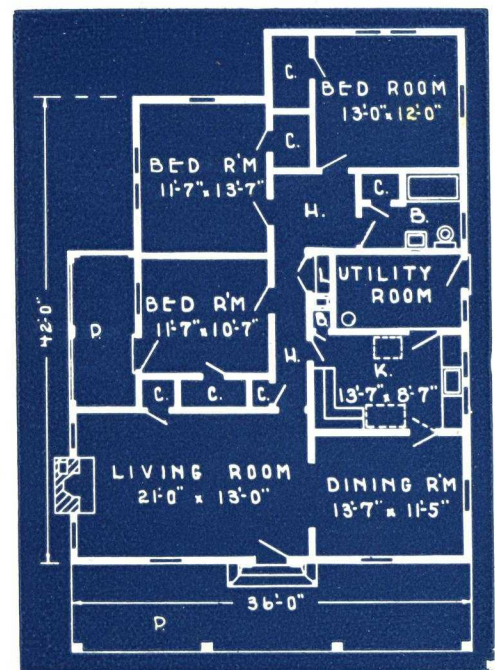 C.
BED ROOM
13'-0" x 12'-0"
C.
BED R'M
11'-7" x 13'-7"
C.
H.
B.
L
UTILITY
ROOM
BED R'M
11'-7" x 10'-7"
P.
42'-0"
B.
H.
K.
13'-7" x 8'-7"
C.
C.
C.
LIVING ROOM
21'-0" x 13'-0"
DINING R'M
13'-7" x 11'-5"
36'-0"
P.